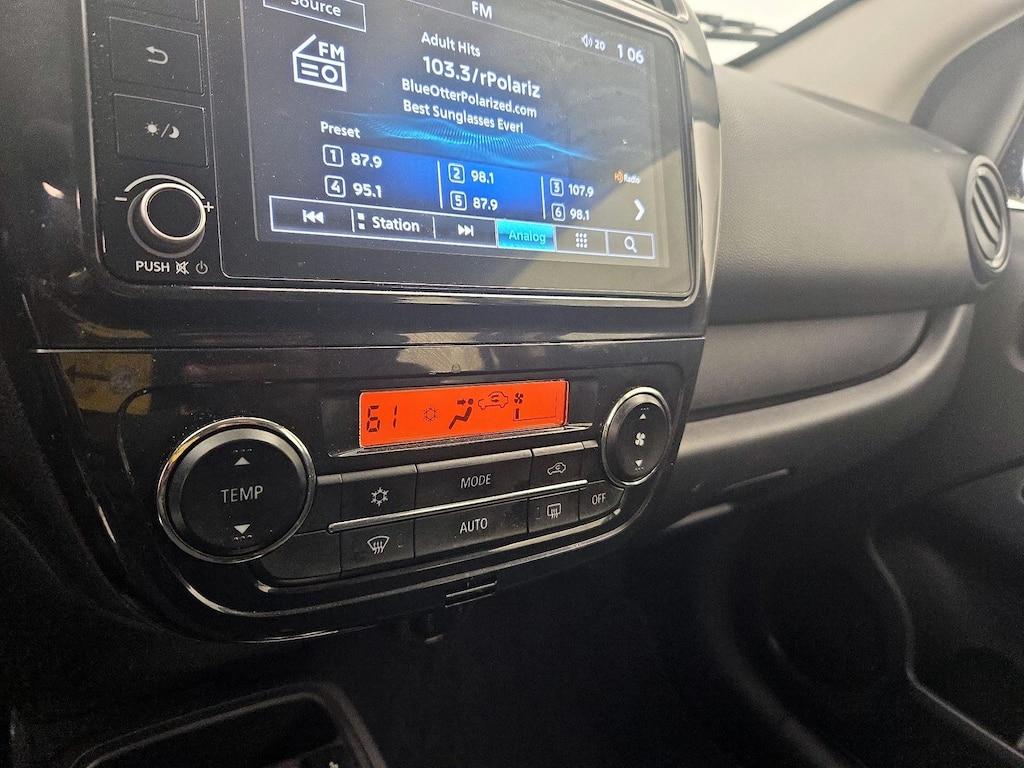 Source
FM
FM
Adult Hits
20
1 06
103.3/rPolariz
BlueOtterPolarized.com
Best Sunglasses Ever!
Preset
1 87.9
2 98.1
3 107.9
HD Radio
4 95.1
5 87.9
6 98.1
Station
Analog
- +
PUSH
61
TEMP
MODE
AUTO
OFF